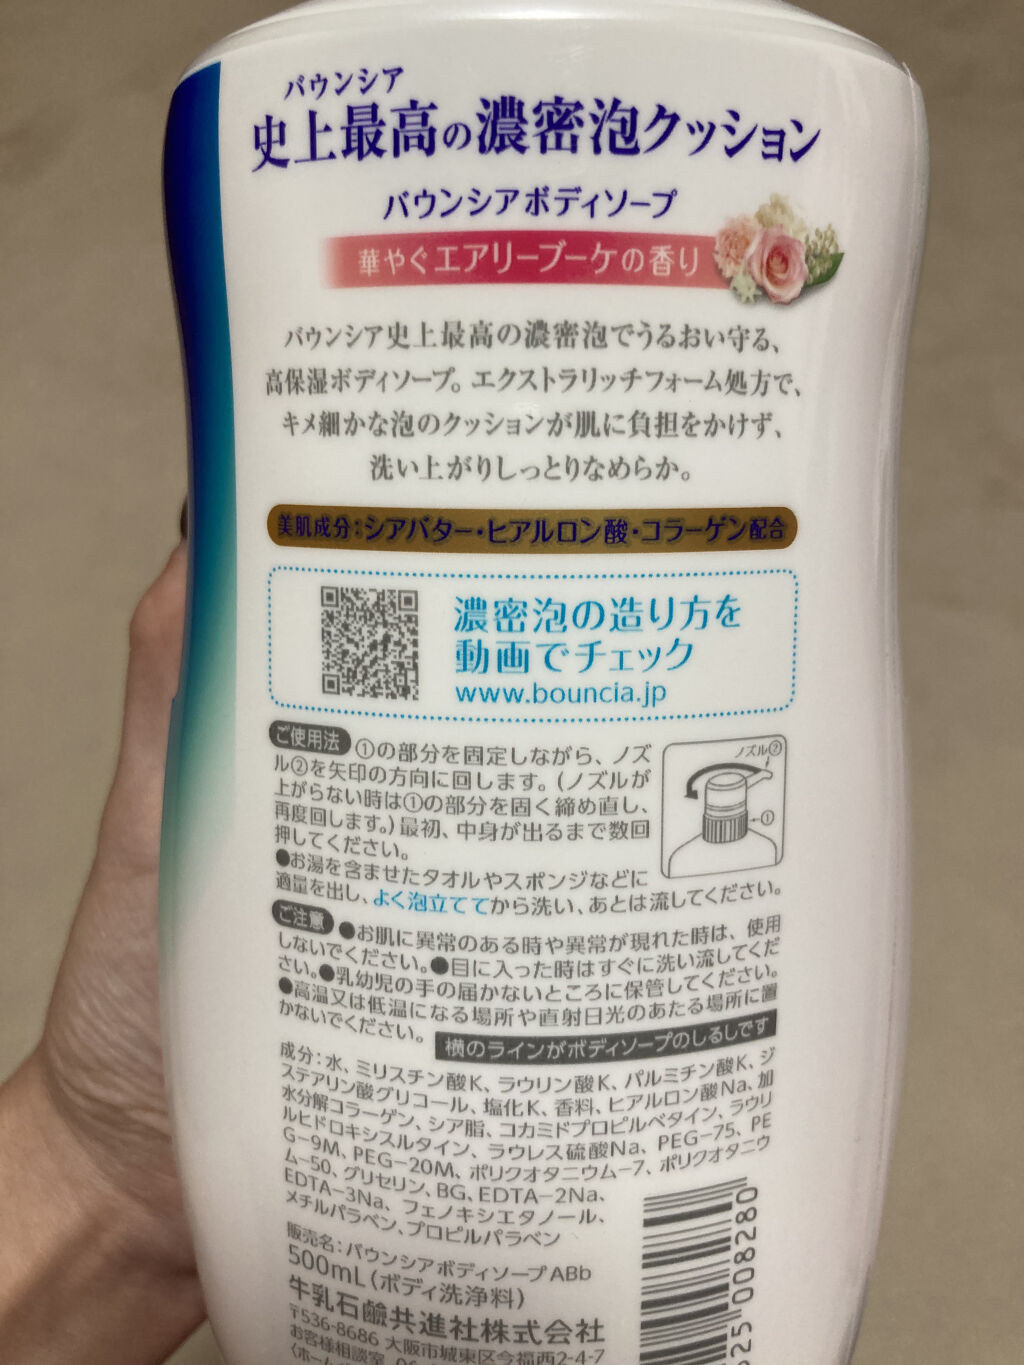 バウンシア
史上最高の濃密泡クッション
バウンシアボディソープ
華やぐエアリーブーケの香り
バウンシア史上最高の濃密泡でうるおい守る、
高保湿ボディソープ。エクストラリッチフォーム処方で、
キメ細かな泡のクッションが肌に負担をかけず、
洗い上がりしっとりなめらか。
美肌成分:シアバター・ヒアルロン酸・コラーゲン配合
濃密泡の造り方を
動画でチェック
www.bouncia.jp
ご使用法 ①の部分を固定しながら、ノズ
ル②を矢印の方向に回します。(ノズルが
上がらない時は①の部分を固く締め直し、
再度回します。)最初、中身が出るまで数回
押してください。
ノズル②
①
●お湯を含ませたタオルやスポンジなどに
適量を出し、よく泡立ててから洗い、あとは流してください。
ご注意 ●お肌に異常のある時や異常が現れた時は、使用
しないでください。●目に入った時はすぐに洗い流してくだ
さい。●乳幼児の手の届かないところに保管してください。
●高温又は低温になる場所や直射日光のあたる場所に置
かないでください。
横のラインがボディソープのしるしです
成分:水、ミリスチン酸K、ラウリン酸K、パルミチン酸K、ジ
ステアリン酸グリコール、塩化K、香料、ヒアルロン酸Na、加
水分解コラーゲン、シア脂、コカミドプロピルベタイン、ラウリ
ルヒドロキシスルタイン、ラウレス硫酸Na、PEG-75、PE
G-9M、PEG-20M、ポリクオタニウム-7、ポリクオタニウ
ム-50、グリセリン、BG、EDTA-2Na、
EDTA-3Na、フェノキシエタノール、
メチルパラベン、プロピルパラベン
販売名:バウンシアボディソープABb
500mL(ボディ洗浄料)
牛乳石鹼共進社株式会社
〒536-8686 大阪市城東区今福西2-4-7
お客様相談室
525 008280